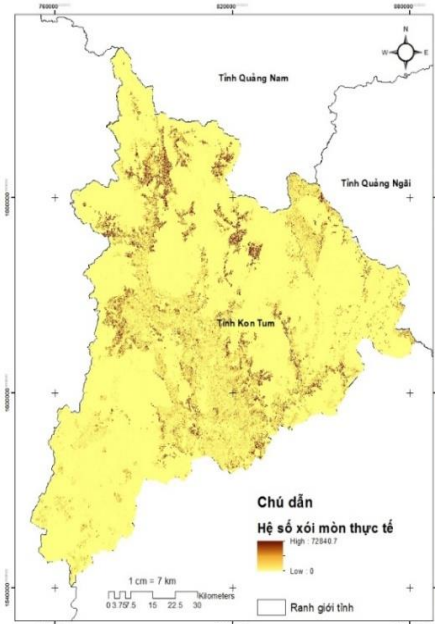 760000
820000
880000
N
W
E
S
Tỉnh Quảng Nam
Tỉnh Quảng Ngãi
Tỉnh Kon Tum
Chú dẫn
Hệ số xói mòn thực tế
High : 72840.7
Low : 0
1 cm = 7 km
Kilometers
0 3.75 7.5 15 22.5 30
Ranh giới tỉnh